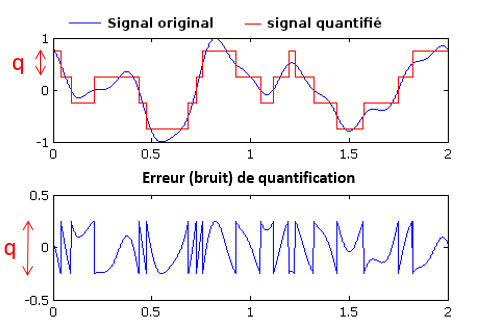 Signal original signal quantifié
1
q
0
-1
0 0.5 1 1.5 2
Erreur (bruit) de quantification
0.5
q
0
-0.5
0 0.5 1 1.5 2